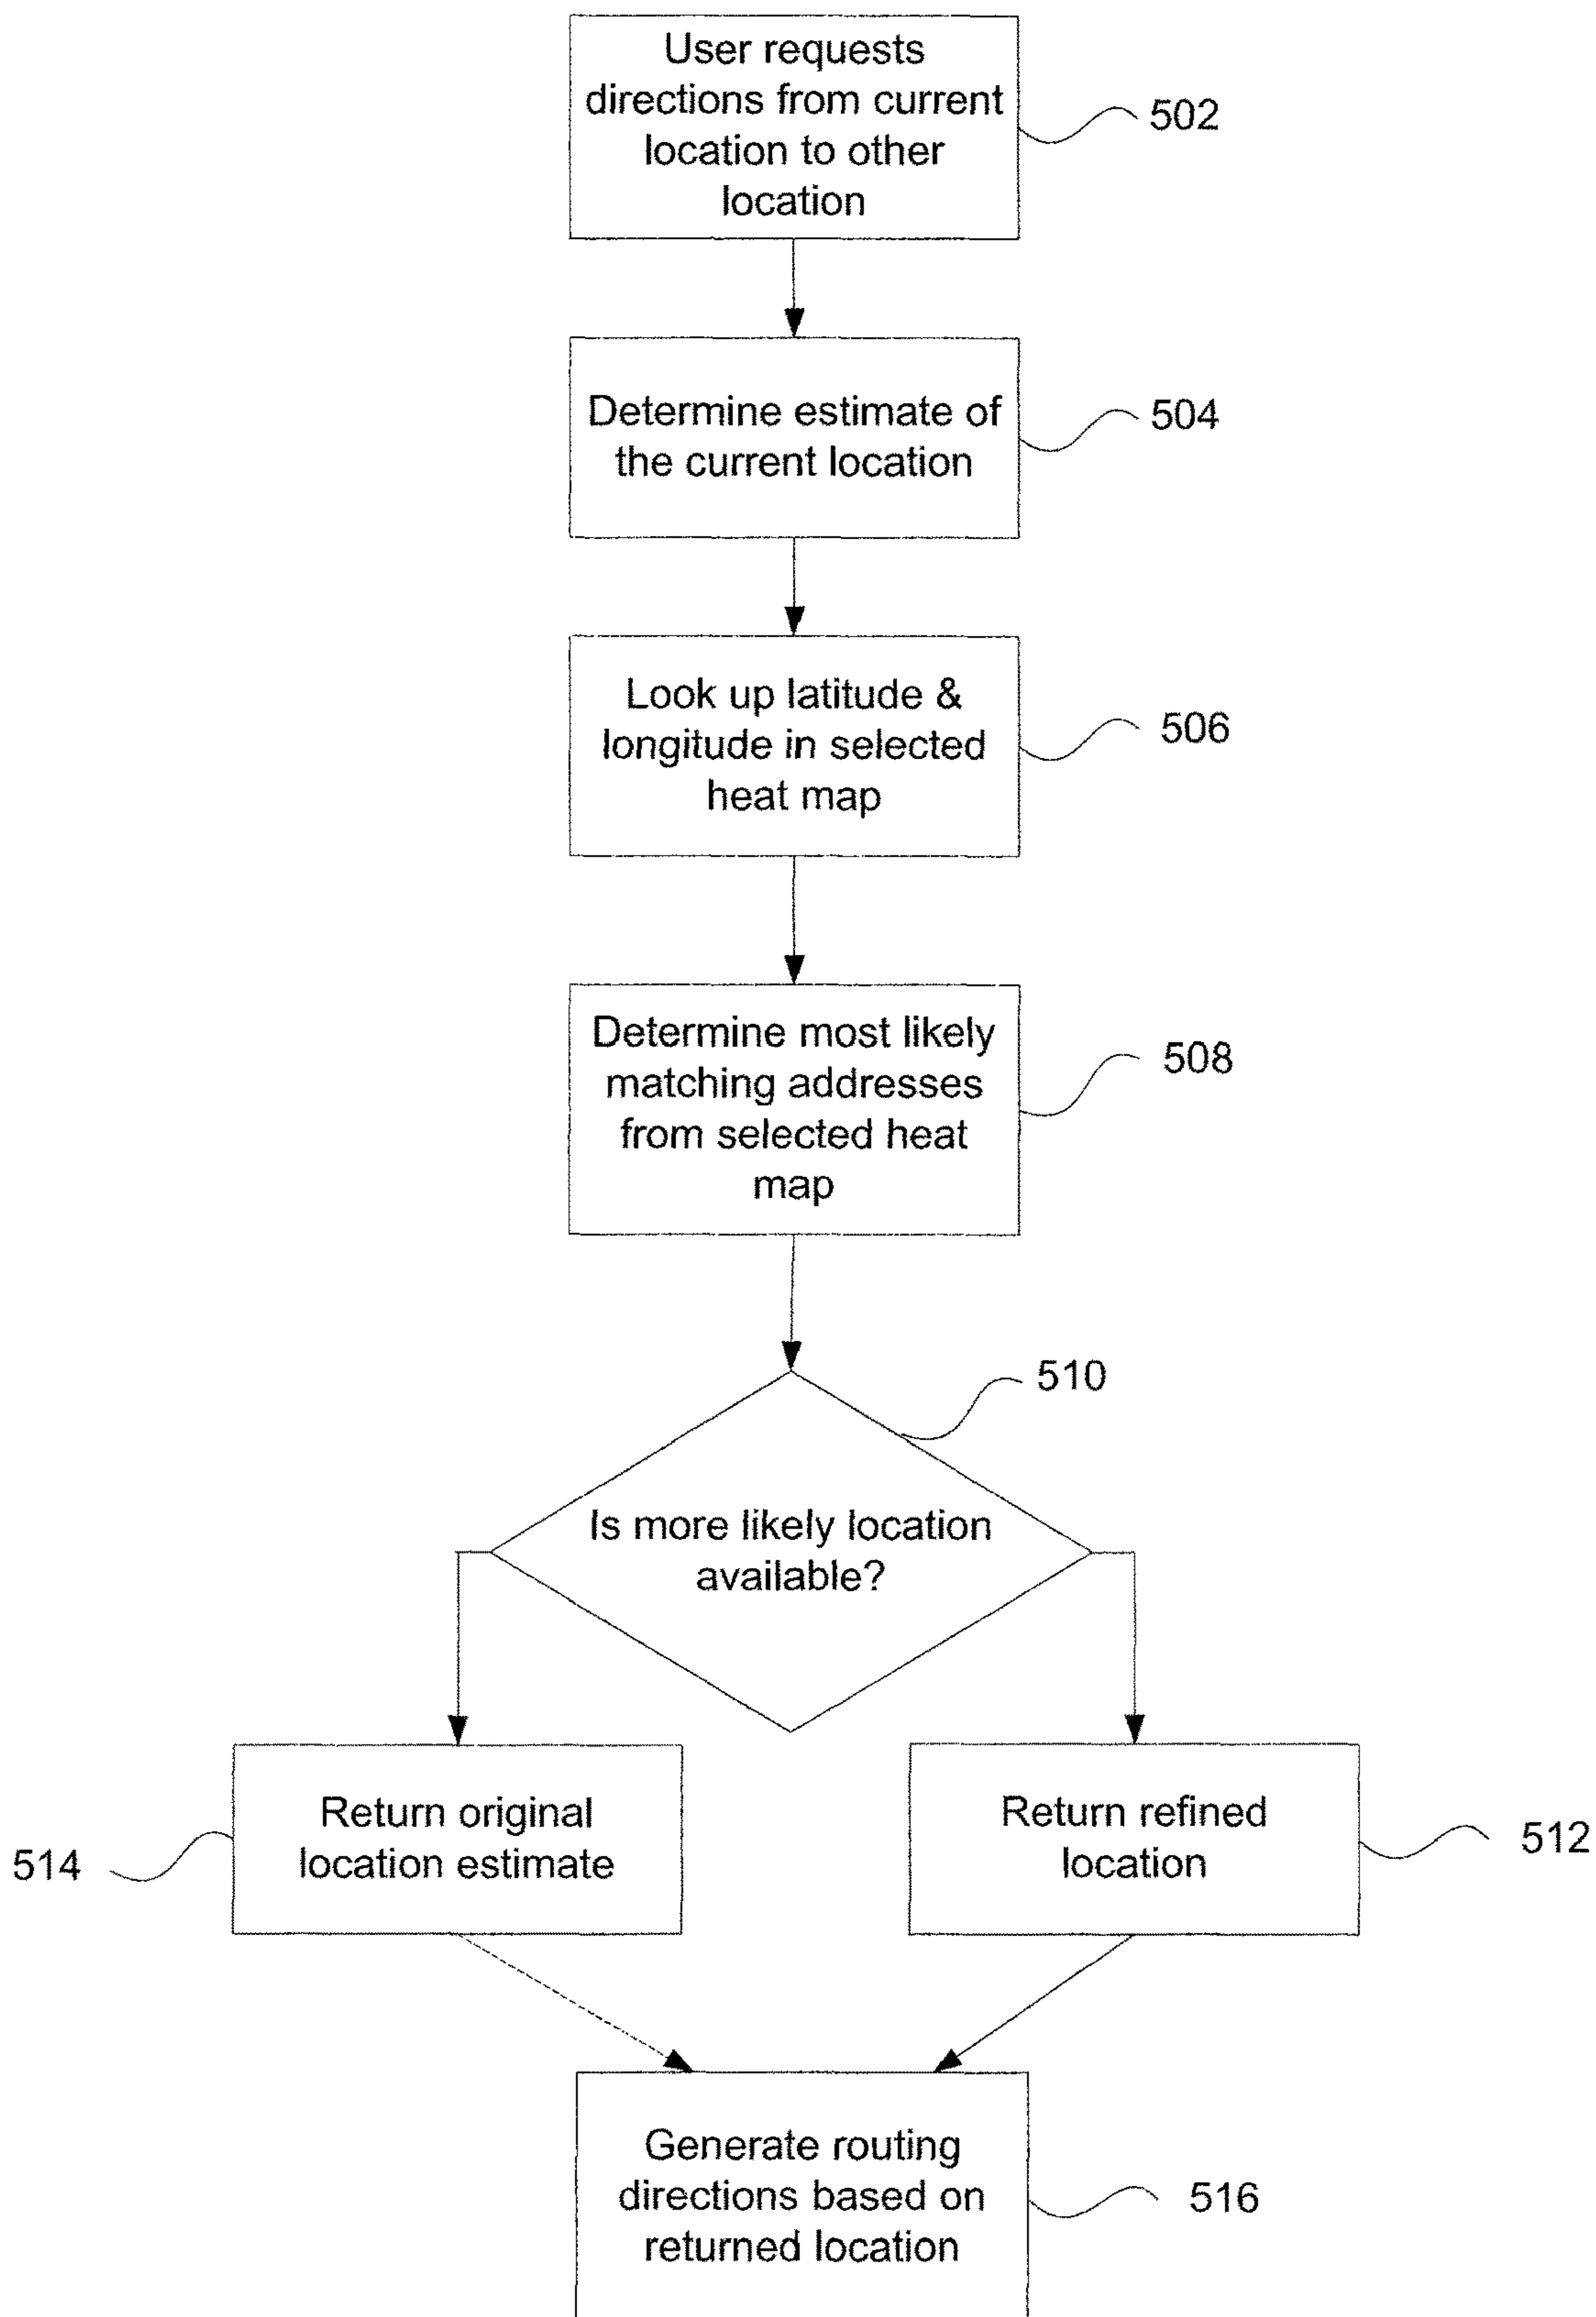 User requests
directions from current
location to other
location
502
Determine estimate of
the current location
504
Look up latitude &
longitude in selected
heat map
506
Determine most likely
matching addresses
from selected heat
map
508
510
Is more likely location
available?
Return original
location estimate
514
Return refined
location
512
Generate routing
directions based on
returned location
516